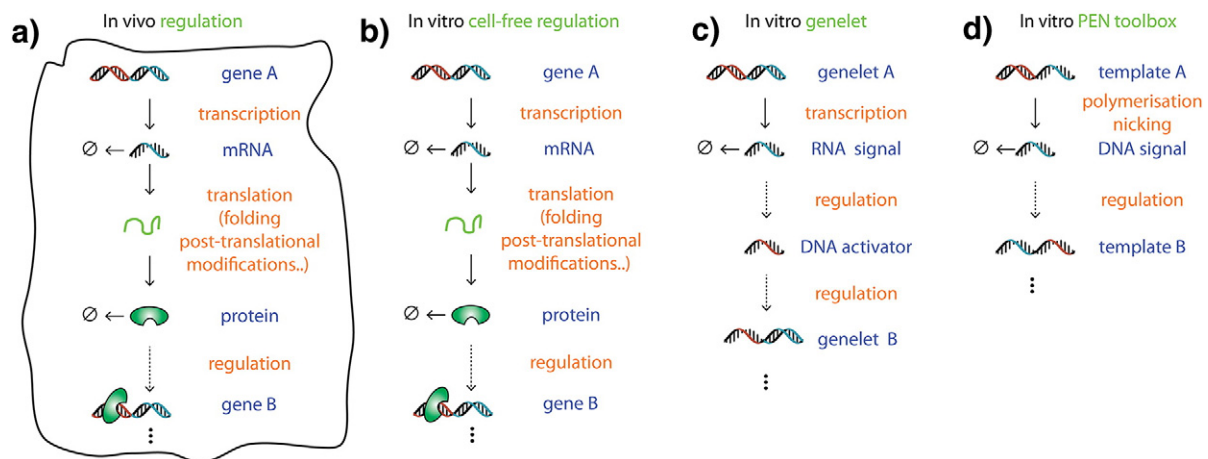 a)
In vivo regulation
gene A
transcription
Ø
mRNA
translation
(folding
post-translational
modifications..)
Ø
protein
regulation
gene B
b)
In vitro cell-free regulation
gene A
transcription
Ø
mRNA
translation
(folding
post-translational
modifications..)
Ø
protein
regulation
gene B
c)
In vitro genelet
genelet A
transcription
Ø
RNA signal
regulation
DNA activator
regulation
genelet B
d)
In vitro PEN toolbox
template A
polymerisation
nicking
Ø
DNA signal
regulation
template B